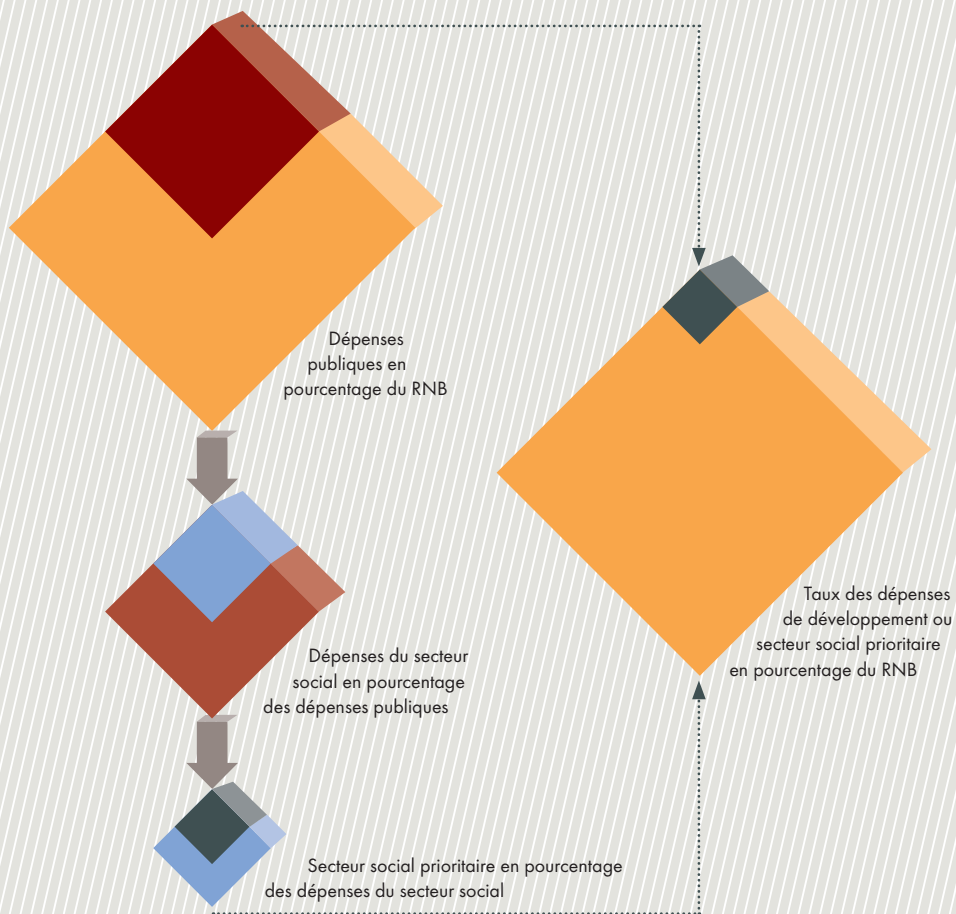 Dépenses
publiques en
pourcentage du RNB
Dépenses du secteur
social en pourcentage
des dépenses publiques
Secteur social prioritaire en pourcentage
des dépenses du secteur social
Taux des dépenses
de développement ou
secteur social prioritaire
en pourcentage du RNB